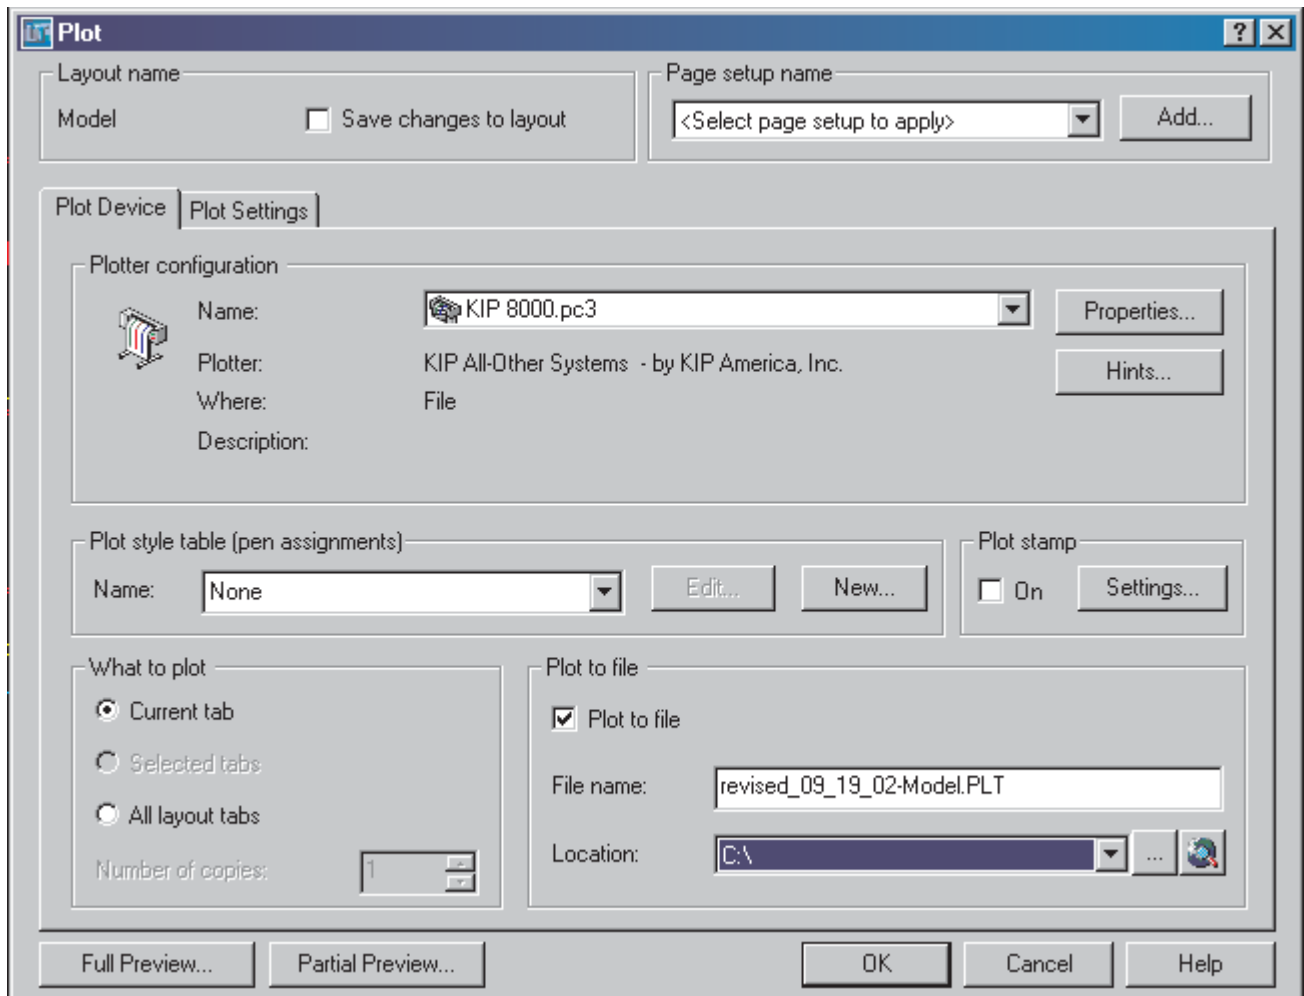 Plot
Layout name
Model
Save changes to layout
Page setup name
<Select page setup to apply>
Add...
Plot Device
Plot Settings
Plotter configuration
Name:
KIP 8000.pc3
Properties...
Plotter:
KIP All-Other Systems - by KIP America, Inc.
Hints...
Where:
File
Description:
Plot style table (pen assignments)
Name:
None
Edit...
New...
Plot stamp
On
Settings...
What to plot
Current tab
Selected tabs
All layout tabs
Number of copies:
1
Plot to file
Plot to file
File name:
revised_09_19_02-Model.PLT
Location:
C:\
...
Full Preview...
Partial Preview...
OK
Cancel
Help